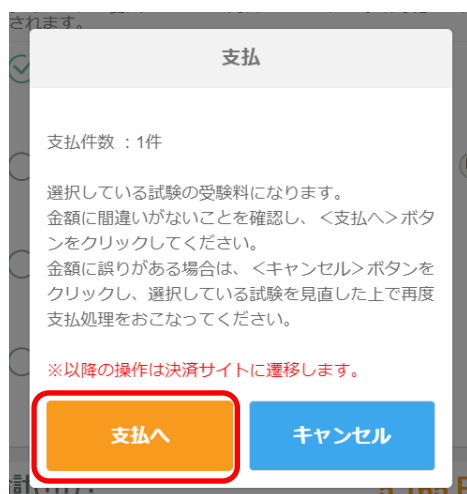 されます。
支払
支払件数 ：1件
選択している試験の受験料になります。
金額に間違いがないことを確認し、＜支払へ＞ボタ
ンをクリックしてください。
金額に誤りがある場合は、＜キャンセル＞ボタンを
クリックし、選択している試験を見直した上で再度
支払処理をおこなってください。
※以降の操作は決済サイトに遷移します。
支払へ
キャンセル